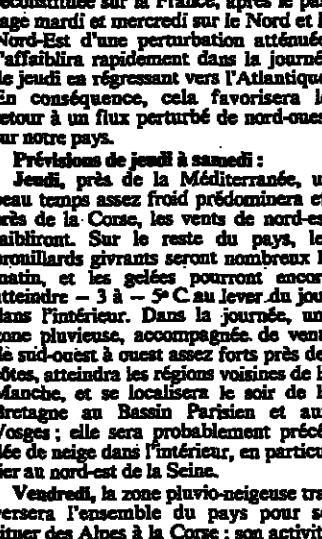 reconstituée sur la France, après le pas
sage mardi et mercredi sur le Nord et l
Nord-Est d'une perturbation atténuée
s'affaiblira rapidement dans la journé
le jeudi en régressant vers l'Atlantique
En conséquence, cela favorisera l
retour à un flux perturbé de nord-oues
sur notre pays.
Prévisions de jeudi à samedi :
Jeudi, près de la Méditerranée, u
beau temps assez froid prédominera e
près de la Corse, les vents de nord-es
faibliront. Sur le reste du pays, le
brouillards givrants seront nombreux l
matin, et les gelées pourront encor
atteindre – 3 à – 5° C au lever du jou
dans l'intérieur. Dans la journée, un
zone pluvieuse, accompagnée de vent
de sud-ouest à ouest assez forts près de
côtes, atteindra les régions voisines de l
Manche, et se localisera le soir de l
Bretagne au Bassin Parisien et au
Vosges ; elle sera probablement précé
dée de neige dans l'intérieur, en particu
lier au nord-est de la Seine.
Vendredi, la zone pluvio-neigeuse tra
versera l'ensemble du pays pour s
situer des Alpes à la Corse ; son activit